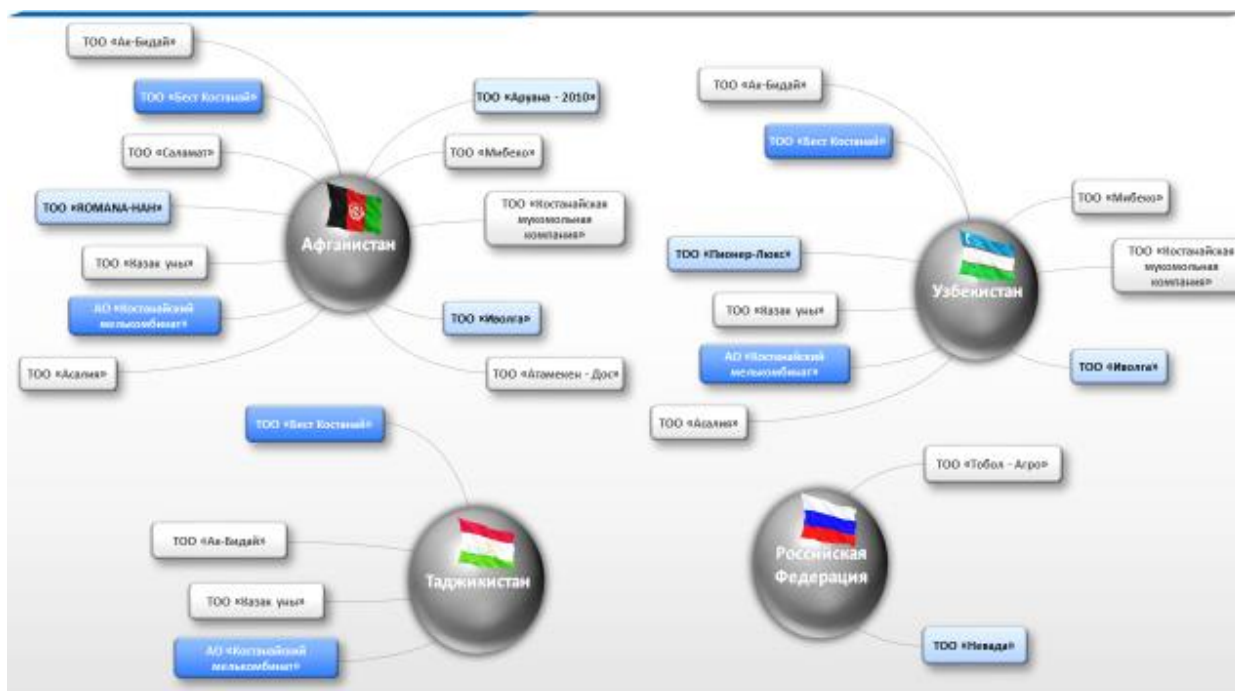 ТОО «Ак-Бидай»
ТОО «Бест Костанай»
ТОО «Саламат»
ТОО «ROMANA-НАН»
ТОО «Казак уны»
АО «Костанайский
мелькомбинат»
ТОО «Асалия»
ТОО «Арувна - 2010»
ТОО «Мибеко»
ТОО «Костанайская
мукомольная
компания»
ТОО «Иволга»
ТОО «Атамекен - Дос»
Афганистан
ТОО «Ак-Бидай»
ТОО «Бест Костанай»
ТОО «Пионер-Люкс»
ТОО «Казак уны»
АО «Костанайский
мелькомбинат»
ТОО «Асалия»
ТОО «Мибеко»
ТОО «Костанайская
мукомольная
компания»
ТОО «Иволга»
Узбекистан
ТОО «Бест Костанай»
ТОО «Ак-Бидай»
ТОО «Казак уны»
АО «Костанайский
мелькомбинат»
Таджикистан
ТОО «Тобол - Агро»
Российская
Федерация
ТОО «Невада»